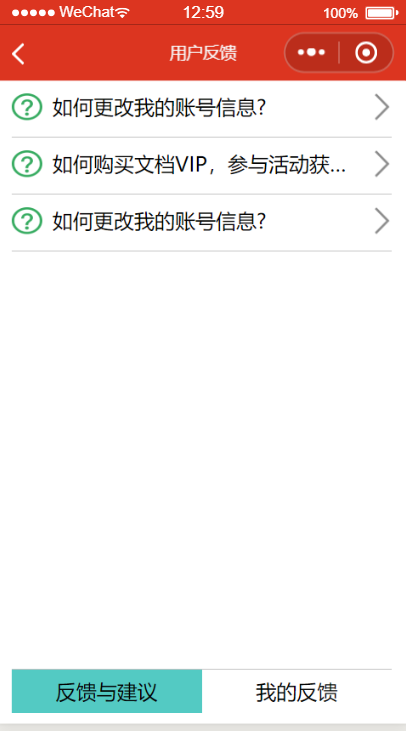 WeChat 12:59 100%
用户反馈
如何更改我的账号信息?
如何购买文档VIP，参与活动获...
如何更改我的账号信息?
反馈与建议 我的反馈